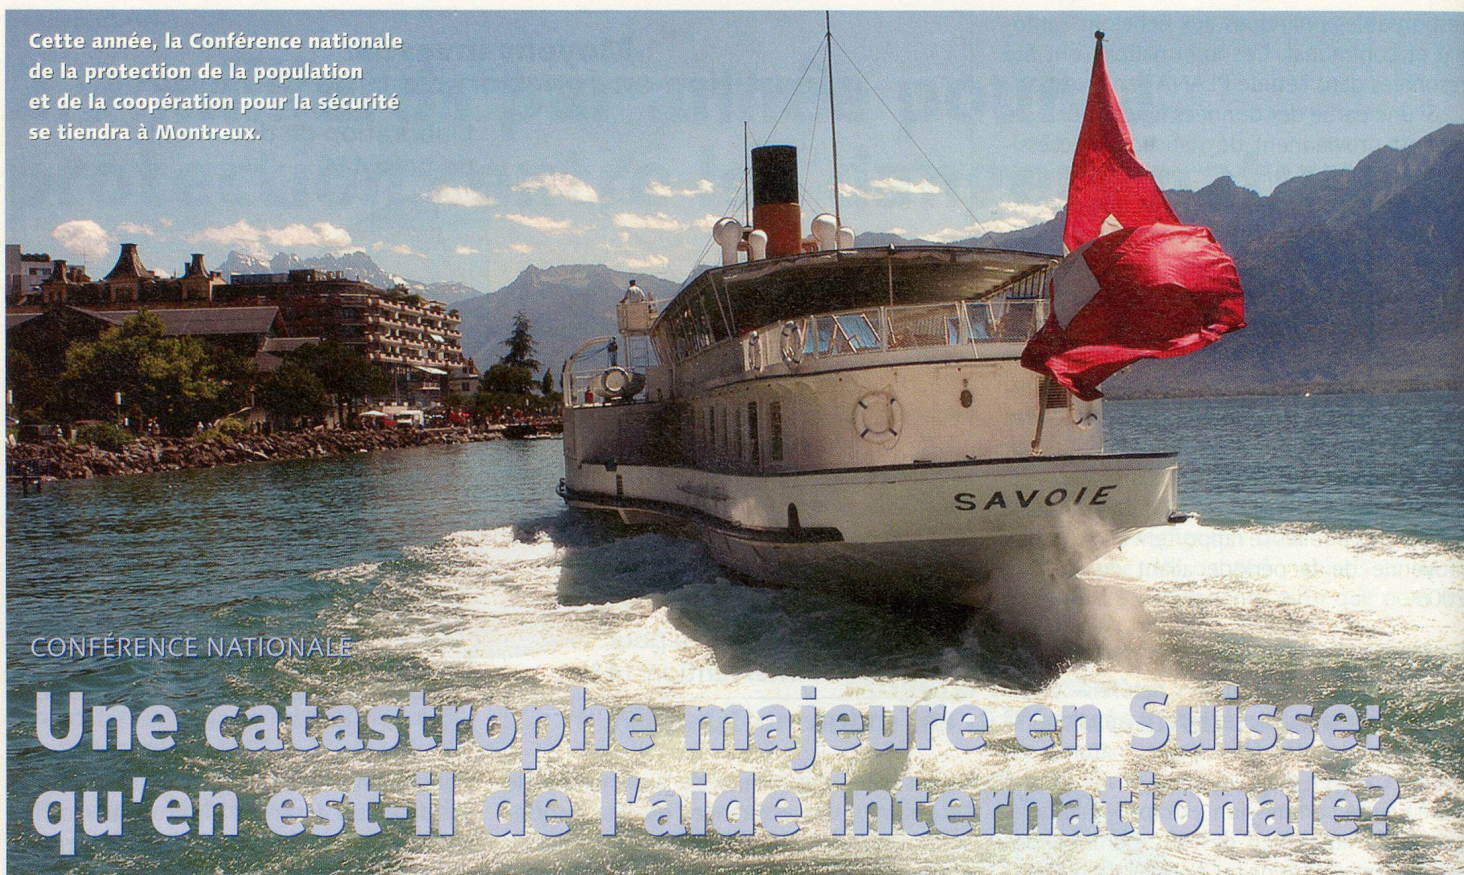 Cette année, la Conférence nationale
de la protection de la population
et de la coopération pour la sécurité
se tiendra à Montreux.
SAVOIE
CONFÉRENCE NATIONALE
Une catastrophe majeure en Suisse:
qu'en est-il de l'aide internationale?